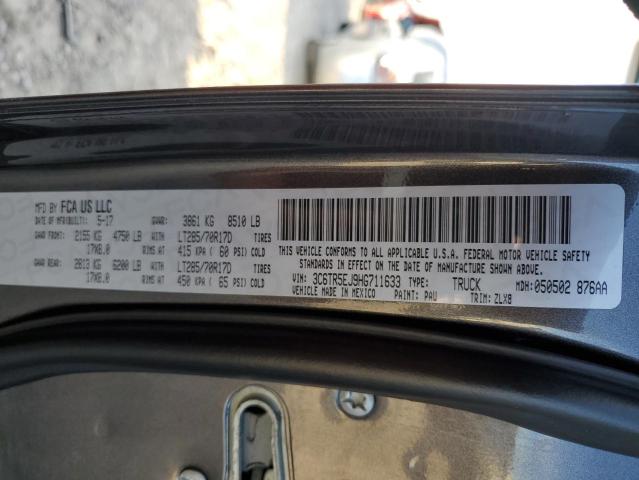 MFD BY FCA US LLC
DATE OF MFR(BUILT): 5-17 GVWR: 3861 KG 8510 LB
GAWR FRONT: 2155 KG 4750 LB WITH LT285/70R17D TIRES
17X8.0 RIMS AT 415 KPA ( 60 PSI) COLD
GAWR REAR: 2813 KG 6200 LB WITH LT285/70R17D TIRES
17X8.0 RIMS AT 450 KPA ( 65 PSI) COLD
THIS VEHICLE CONFORMS TO ALL APPLICABLE U.S.A. FEDERAL MOTOR VEHICLE SAFETY
STANDARDS IN EFFECT ON THE DATE OF MANUFACTURE SHOWN ABOVE.
VIN: 3C6TR5EJ9HG711633 TYPE: TRUCK MDH: 050502 876AA
VEHICLE MADE IN MEXICO PAINT: PAU TRIM: ZLX8